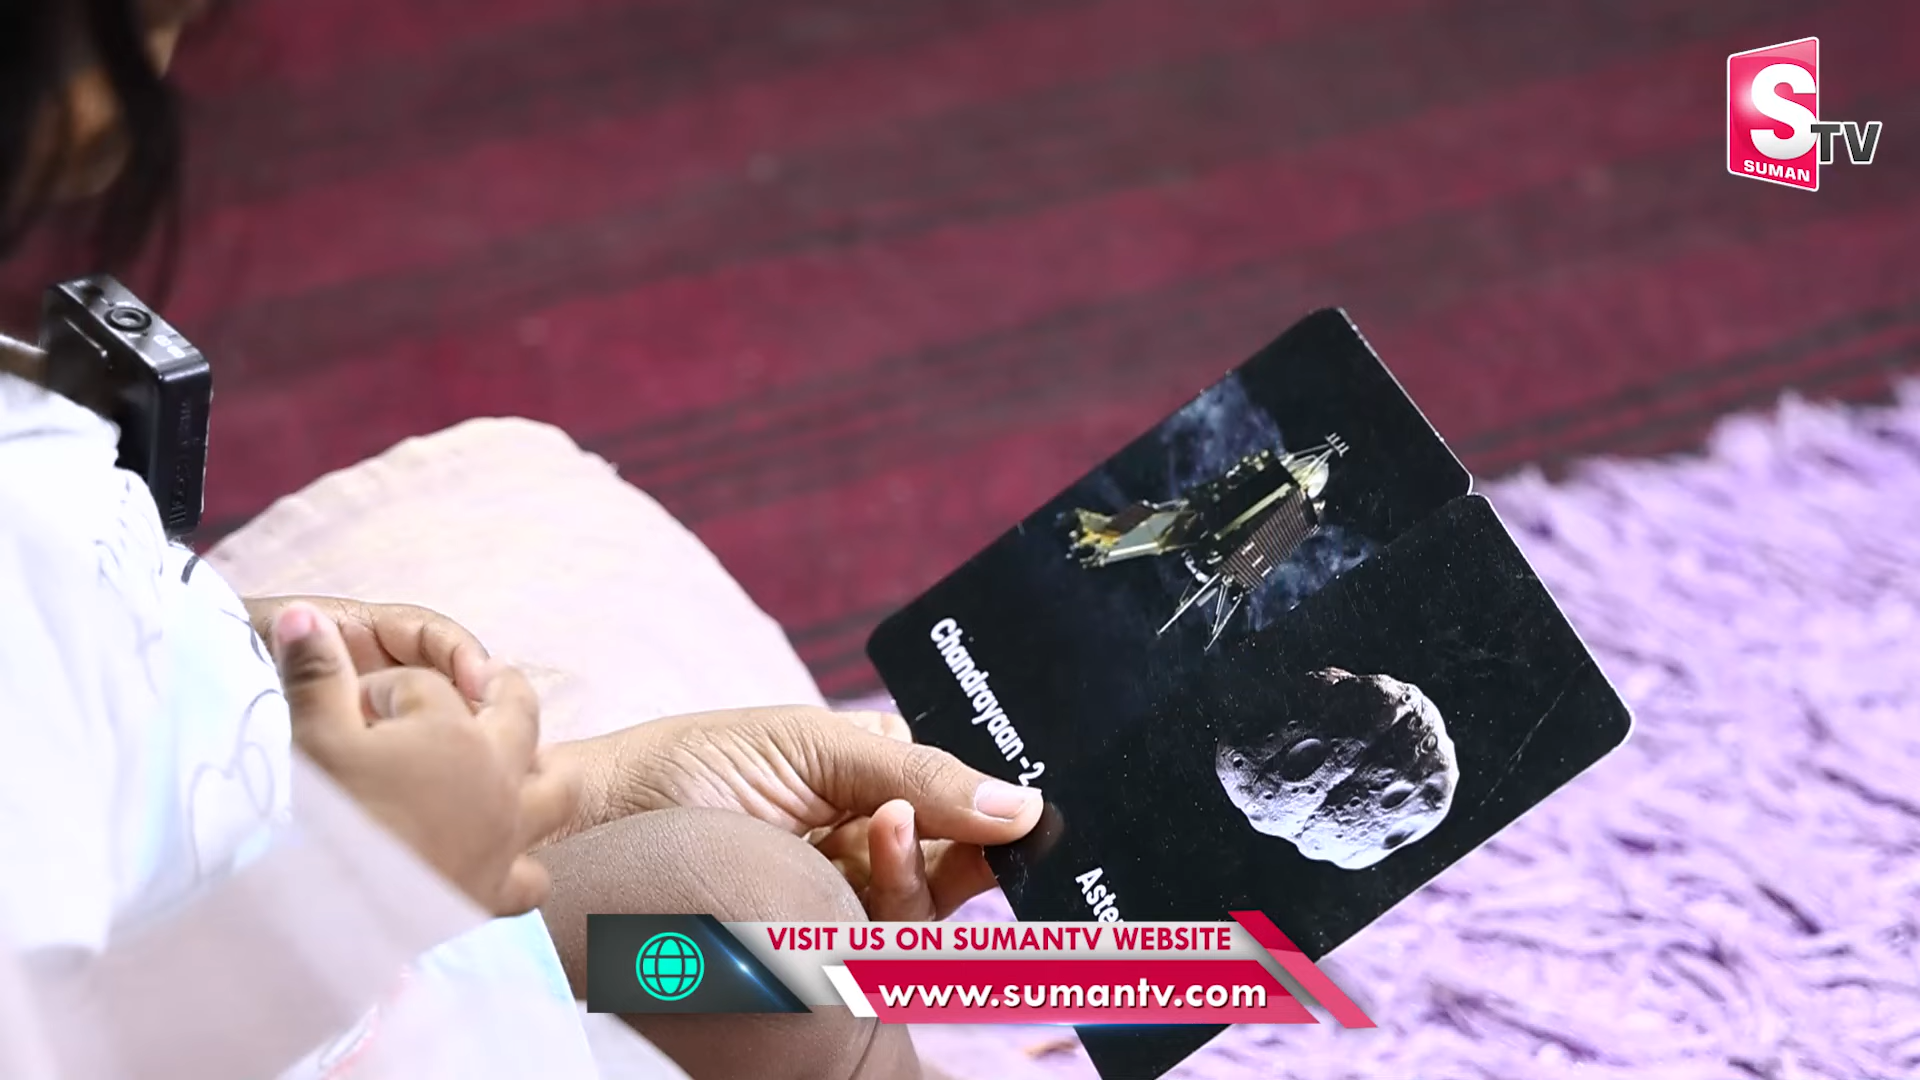 S
TV
SUMAN
Chandrayaan -2
VISIT US ON SUMANTV WEBSITE
www.sumantv.com